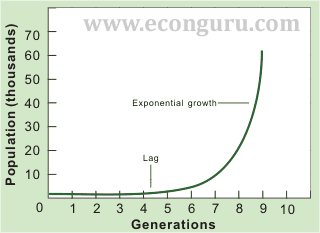 www.econguru.com
Population (thousands)
70
60
50
40
30
20
10
0
Exponential growth
Lag
1 2 3 4 5 6 7 8 9 10
Generations